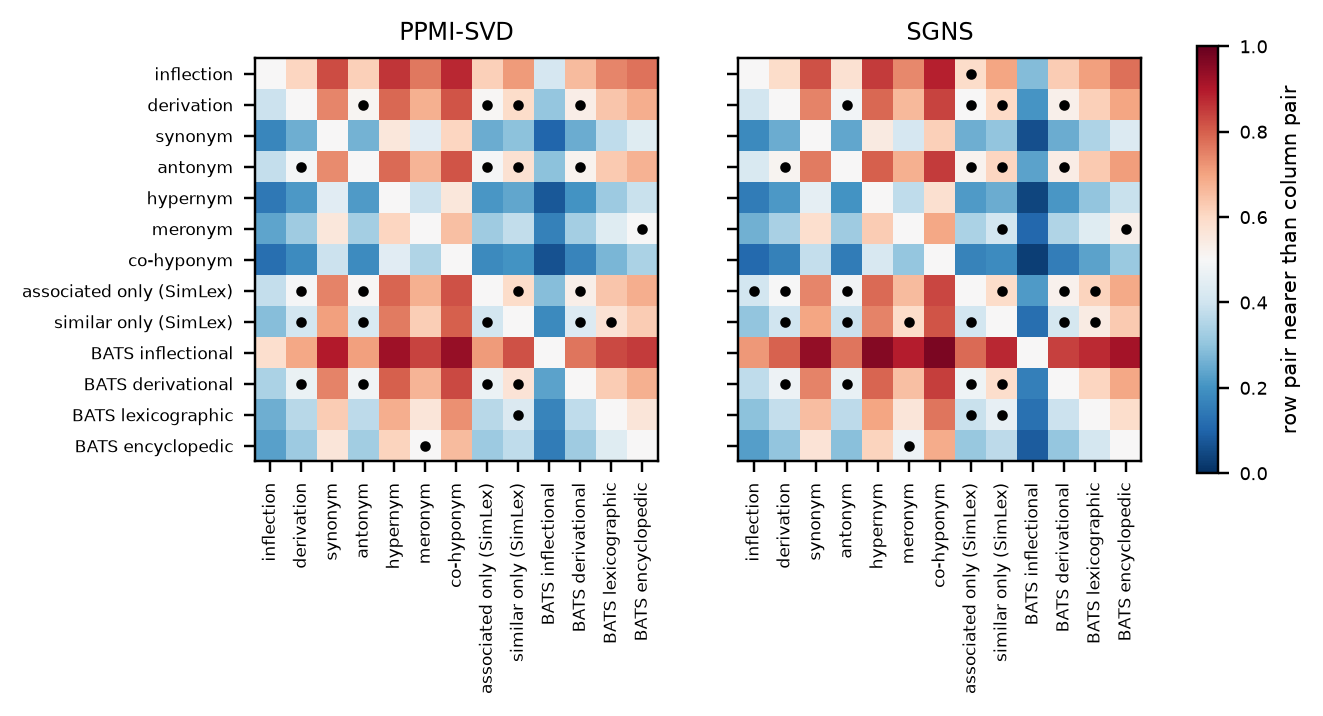 PPMI-SVD
SGNS
inflection
derivation
synonym
antonym
hypernym
meronym
co-hyponym
associated only (SimLex)
similar only (SimLex)
BATS inflectional
BATS derivational
BATS lexicographic
BATS encyclopedic
inflection
derivation
synonym
antonym
hypernym
meronym
co-hyponym
associated only (SimLex)
similar only (SimLex)
BATS inflectional
BATS derivational
BATS lexicographic
BATS encyclopedic
inflection
derivation
synonym
antonym
hypernym
meronym
co-hyponym
associated only (SimLex)
similar only (SimLex)
BATS inflectional
BATS derivational
BATS lexicographic
BATS encyclopedic
1.0
0.8
0.6
0.4
0.2
0.0
row pair nearer than column pair